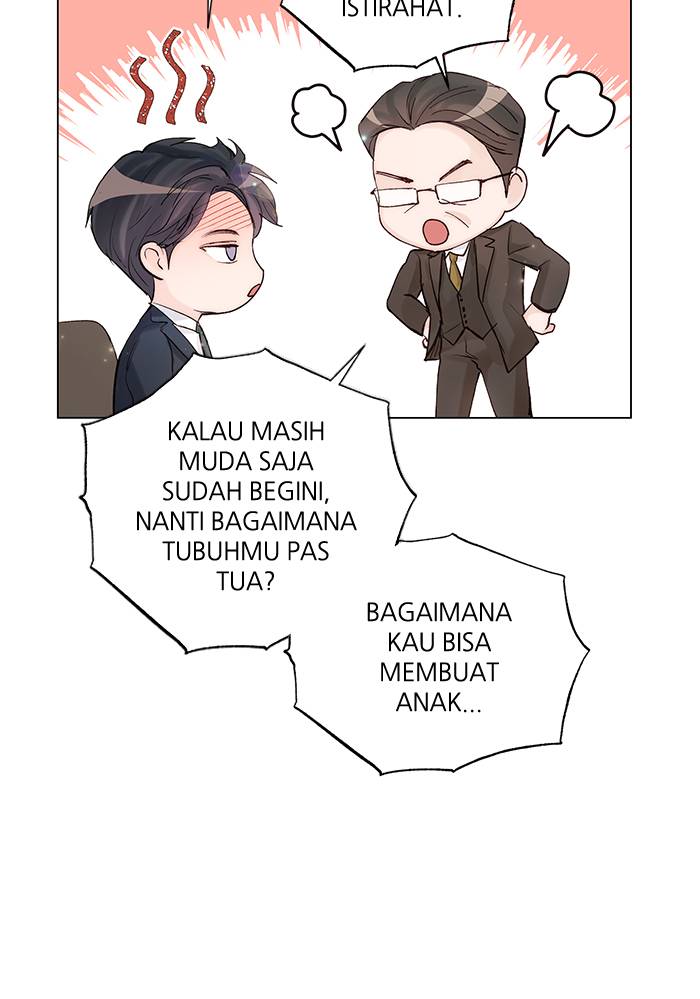 ISTIRAHAT.
KALAU MASIH
MUDA SAJA
SUDAH BEGINI,
NANTI BAGAIMANA
TUBUHMU PAS
TUA?
BAGAIMANA
KAU BISA
MEMBUAT
ANAK...